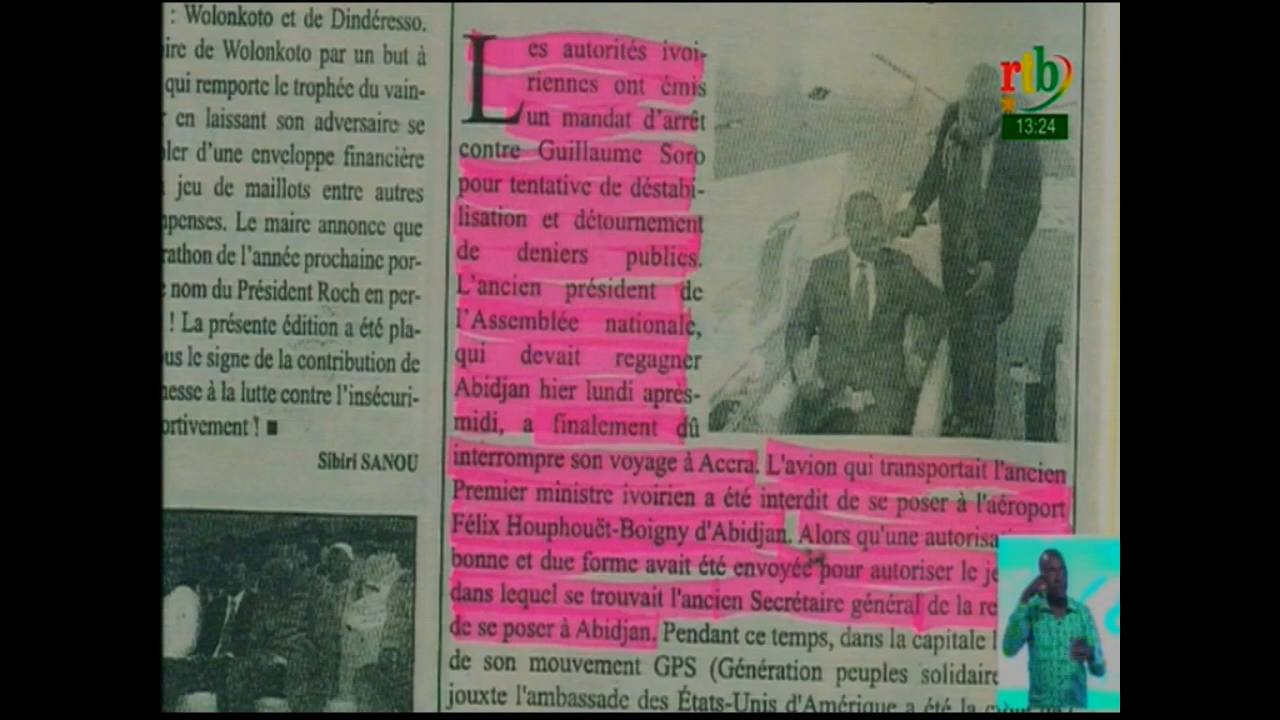 : Wolonkoto et de Dindéresso.
ire de Wolonkoto par un but à
qui remporte le trophée du vain-
en laissant son adversaire se
ler d'une enveloppe financière
jeu de maillots entre autres
penses. Le maire annonce que
rathon de l'année prochaine por-
nom du Président Roch en per-
! La présente édition a été pla-
us le signe de la contribution de
nesse à la lutte contre l'insécuri-
ortivement ! ■
Sibiri SANOU
Les autorités ivoi-
riennes ont émis
un mandat d'arrêt
contre Guillaume Soro
pour tentative de déstabi-
lisation et détournement
de deniers publics.
L'ancien président de
l'Assemblée nationale,
qui devait regagner
Abidjan hier lundi après-
midi, a finalement dû
interrompre son voyage à Accra. L'avion qui transportait l'ancien
Premier ministre ivoirien a été interdit de se poser à l'aéroport
Félix Houphouët-Boigny d'Abidjan. Alors qu'une autorisa
bonne et due forme avait été envoyée pour autoriser le je
dans lequel se trouvait l'ancien Secrétaire général de la re
de se poser à Abidjan. Pendant ce temps, dans la capitale l
de son mouvement GPS (Génération peuples solidaire
jouxte l'ambassade des États-Unis d'Amérique a été la
rtb
13:24